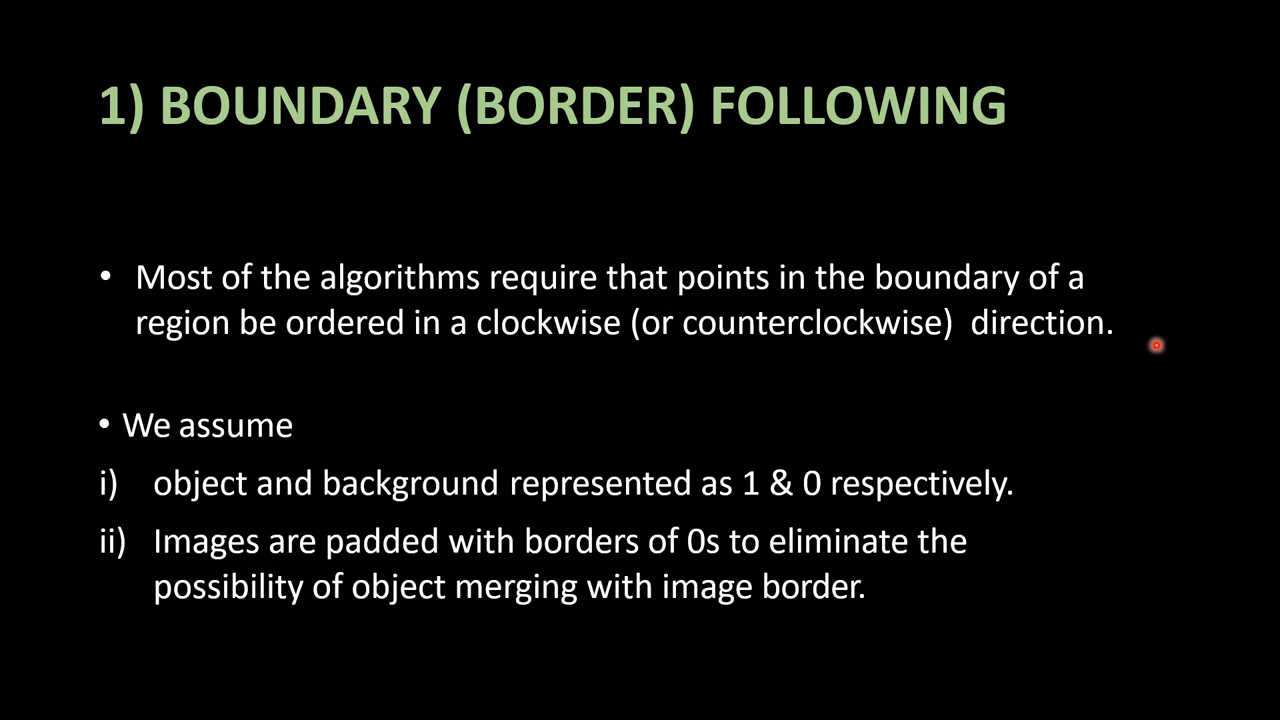 1) BOUNDARY (BORDER) FOLLOWING
• Most of the algorithms require that points in the boundary of a
region be ordered in a clockwise (or counterclockwise) direction.
• We assume
i) object and background represented as 1 & 0 respectively.
ii) Images are padded with borders of 0s to eliminate the
possibility of object merging with image border.